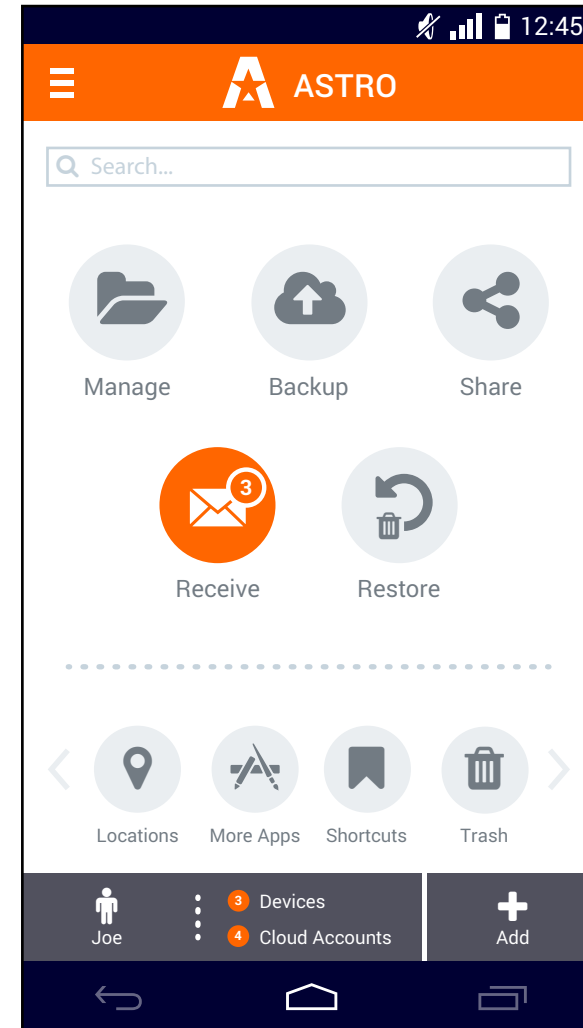 12:45
ASTRO
Search...
Manage Backup Share
3
Receive Restore
Locations More Apps Shortcuts Trash
3 Devices
4 Cloud Accounts
Joe Add